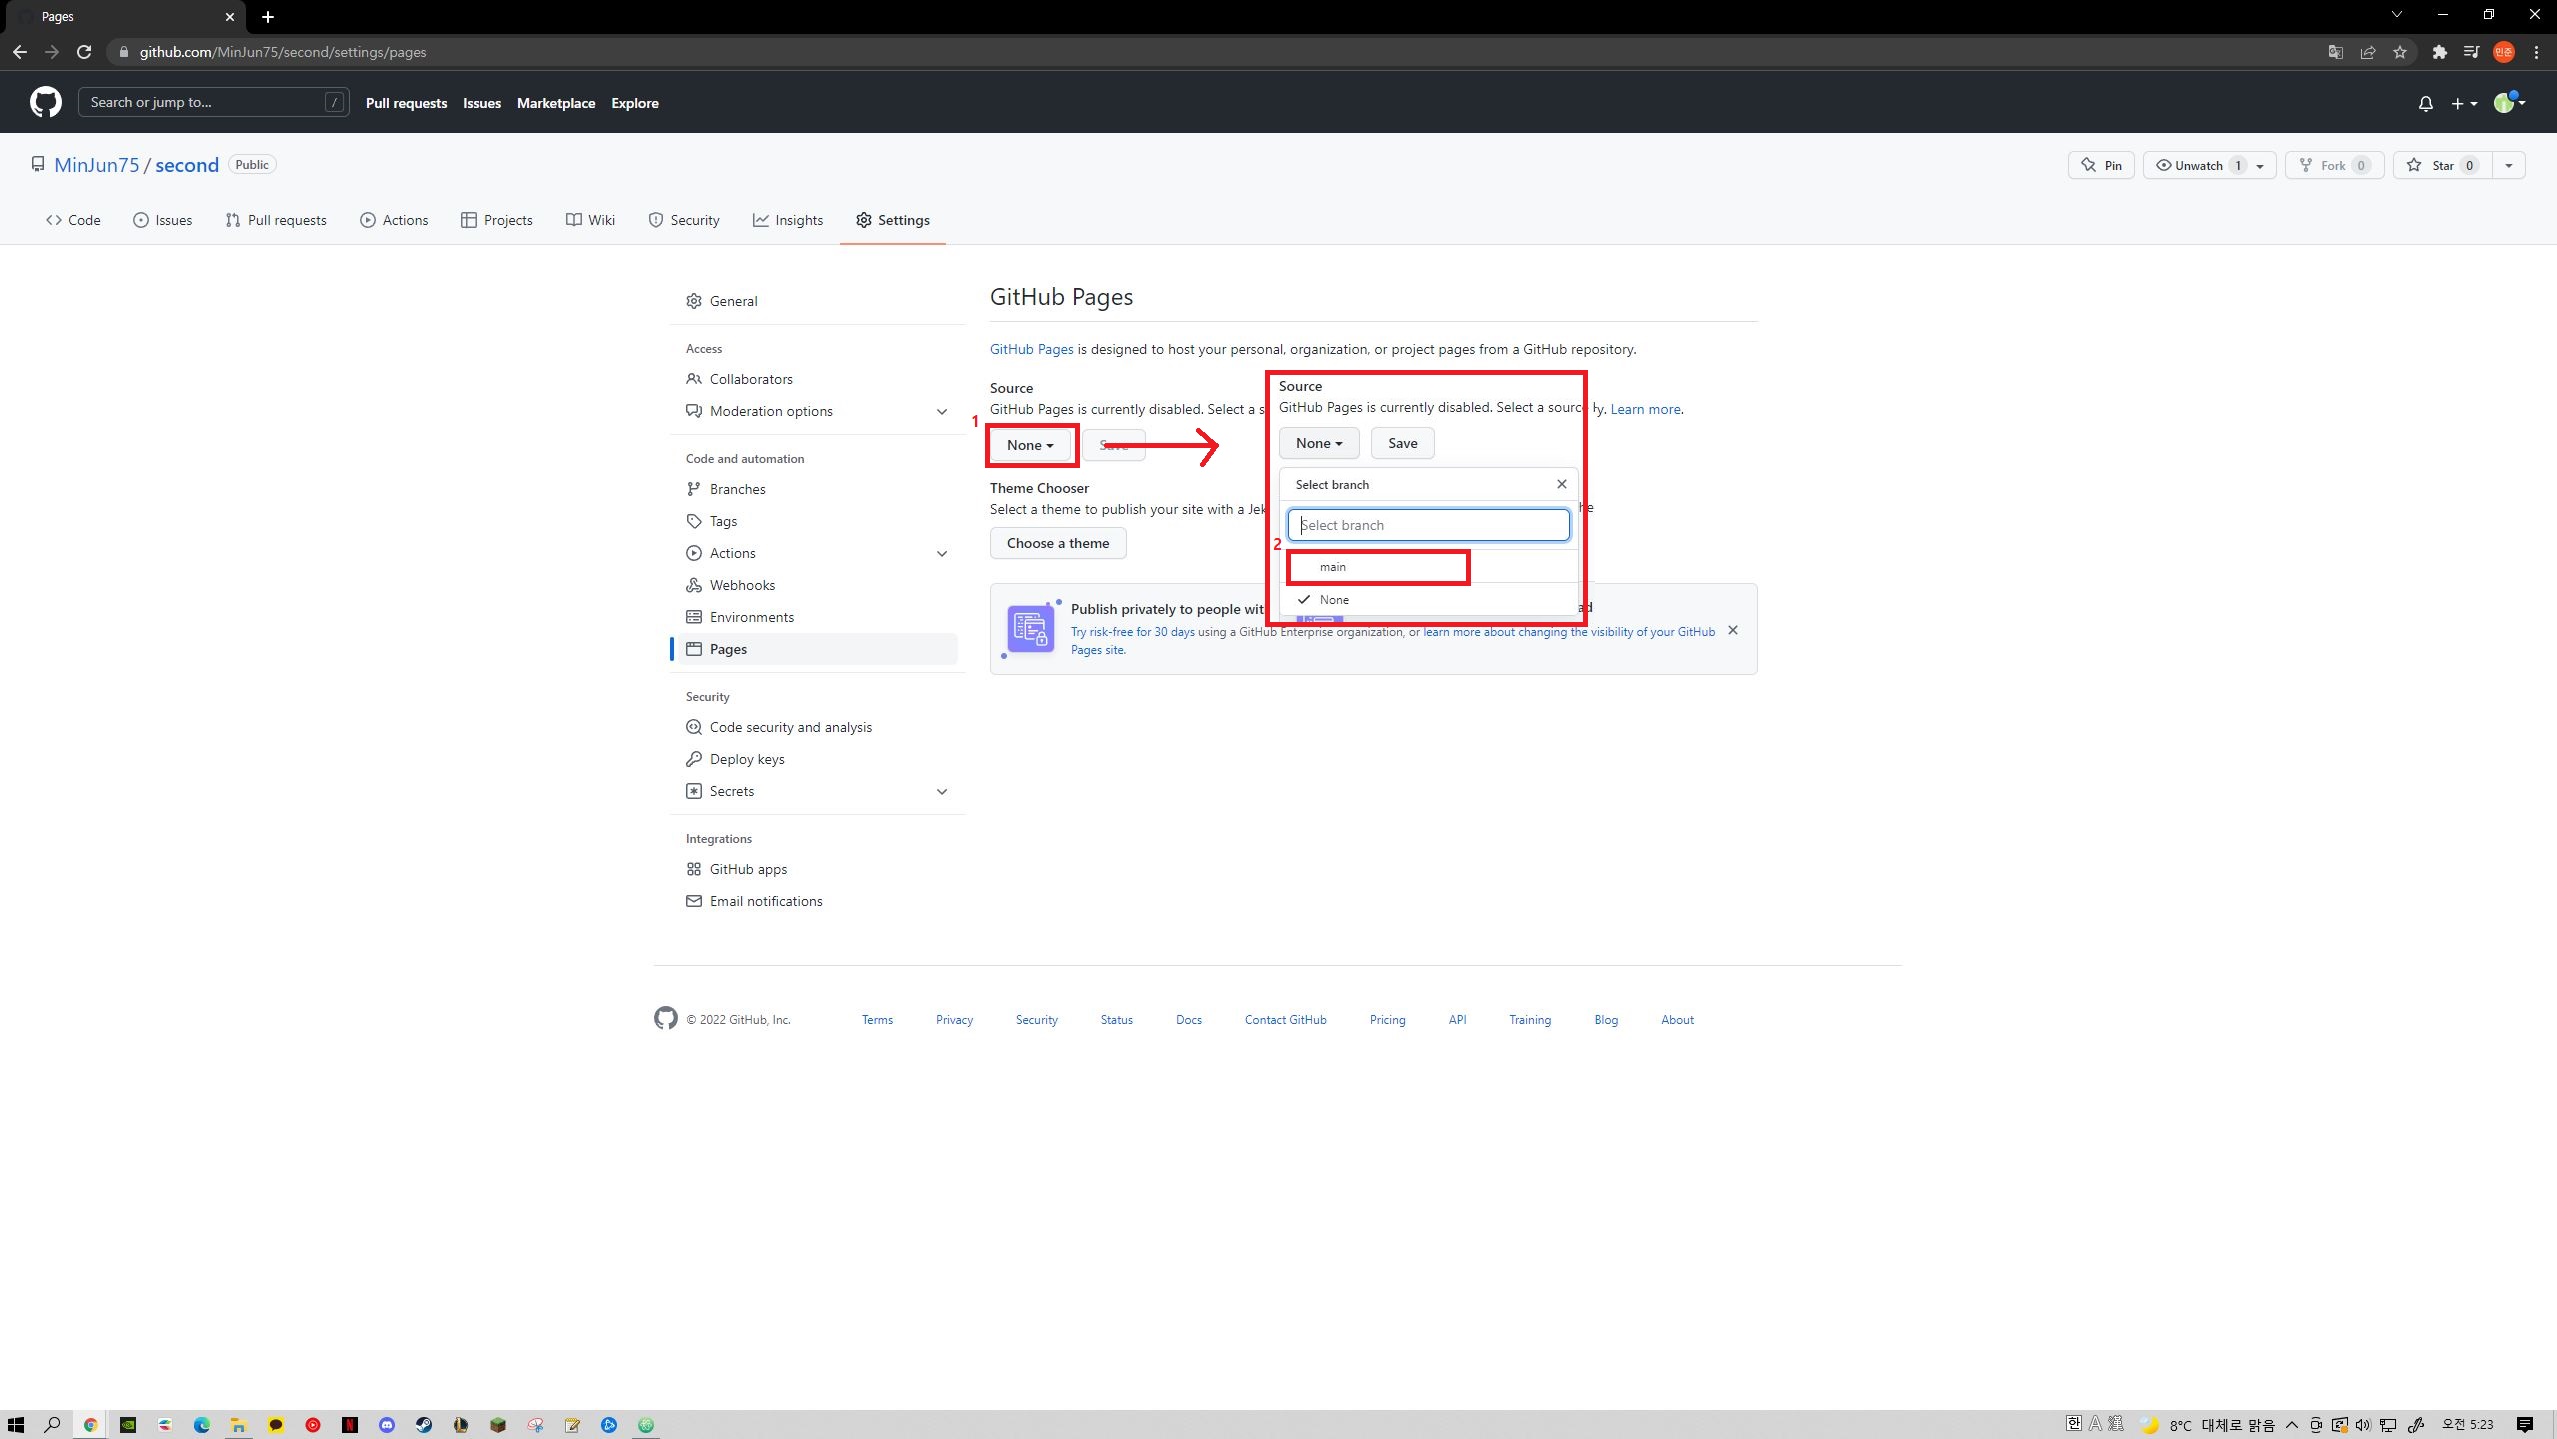 Pages
github.com/MinJun75/second/settings/pages
민준
Search or jump to...
/
Pull requests
Issues
Marketplace
Explore
MinJun75 / second
Public
Pin
Unwatch 1
Fork 0
Star 0
Code
Issues
Pull requests
Actions
Projects
Wiki
Security
Insights
Settings
General
Access
Collaborators
Moderation options
Code and automation
Branches
Tags
Actions
Webhooks
Environments
Pages
Security
Code security and analysis
Deploy keys
Secrets
Integrations
GitHub apps
Email notifications
GitHub Pages
GitHub Pages is designed to host your personal, organization, or project pages from a GitHub repository.
Source
GitHub Pages is currently disabled. Select a s
1
None
Save
Theme Chooser
Select a theme to publish your site with a Jek
Choose a theme
Source
GitHub Pages is currently disabled. Select a source ry. Learn more.
None
Save
Select branch
Select branch
he
2
main
None
Publish privately to people wit
ad
Try risk-free for 30 days using a GitHub Enterprise organization, or learn more about changing the visibility of your GitHub
Pages site.
© 2022 GitHub, Inc.
Terms
Privacy
Security
Status
Docs
Contact GitHub
Pricing
API
Training
Blog
About
한 A 漢
8°C 대체로 맑음
오전 5:23